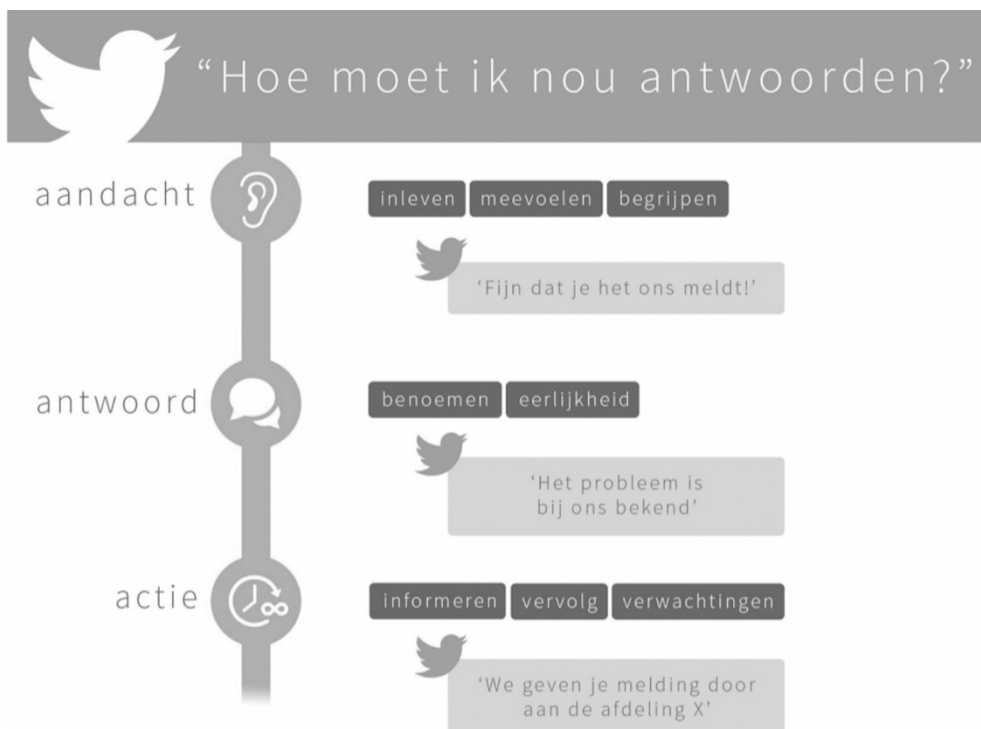 “Hoe moet ik nou antwoorden?”
aandacht
inleven meevoelen begrijpen
‘Fijn dat je het ons meldt!’
antwoord
benoemen eerlijkheid
‘Het probleem is
bij ons bekend’
actie
informeren vervolg verwachtingen
‘We geven je melding door
aan de afdeling X’